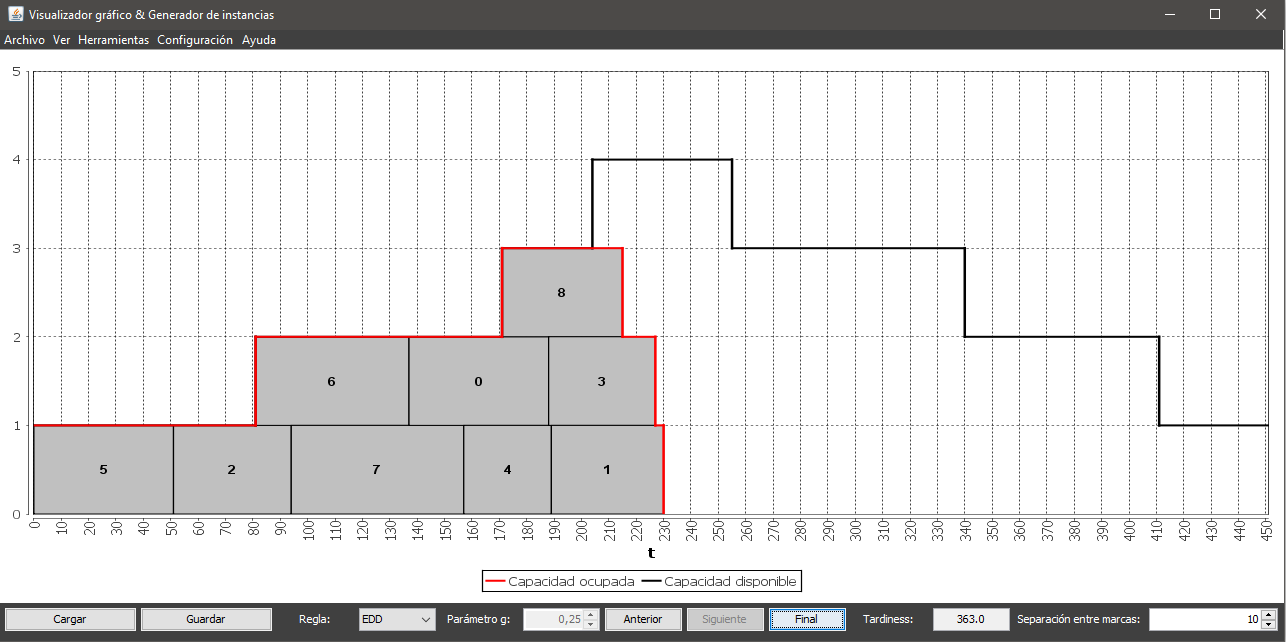 Visualizador gráfico & Generador de instancias
Archivo Ver Herramientas Configuración Ayuda
5
4
3
8
2
6 0 3
1
5 2 7 4 1
0
0 10 20 30 40 50 60 70 80 90 100 110 120 130 140 150 160 170 180 190 200 210 220 230 240 250 260 270 280 290 300 310 320 330 340 350 360 370 380 390 400 410 420 430 440 450
t
Capacidad ocupada Capacidad disponible
Cargar Guardar Regla: EDD Parámetro g: 0,25 Anterior Siguiente Final Tardiness: 363.0 Separación entre marcas: 10